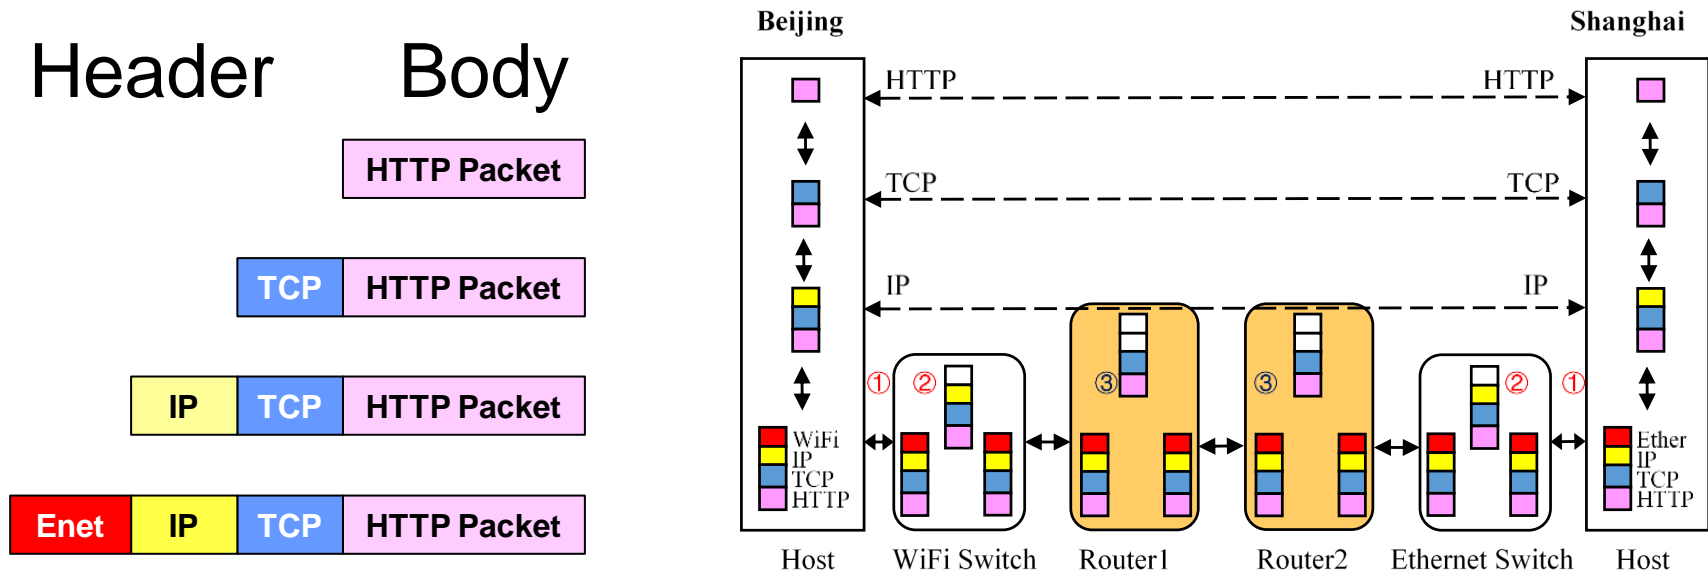 Header Body
HTTP Packet
TCP HTTP Packet
IP TCP HTTP Packet
Enet IP TCP HTTP Packet
Beijing Shanghai
HTTP HTTP
TCP TCP
IP IP
① ② ③ ③ ② ①
WiFi Ether
IP IP
TCP TCP
HTTP HTTP
Host WiFi Switch Router1 Router2 Ethernet Switch Host